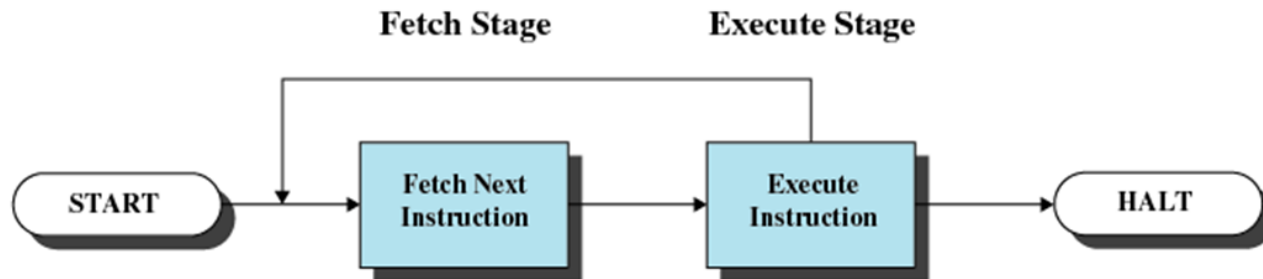 Fetch Stage
Execute Stage
START
Fetch Next
Instruction
Execute
Instruction
HALT